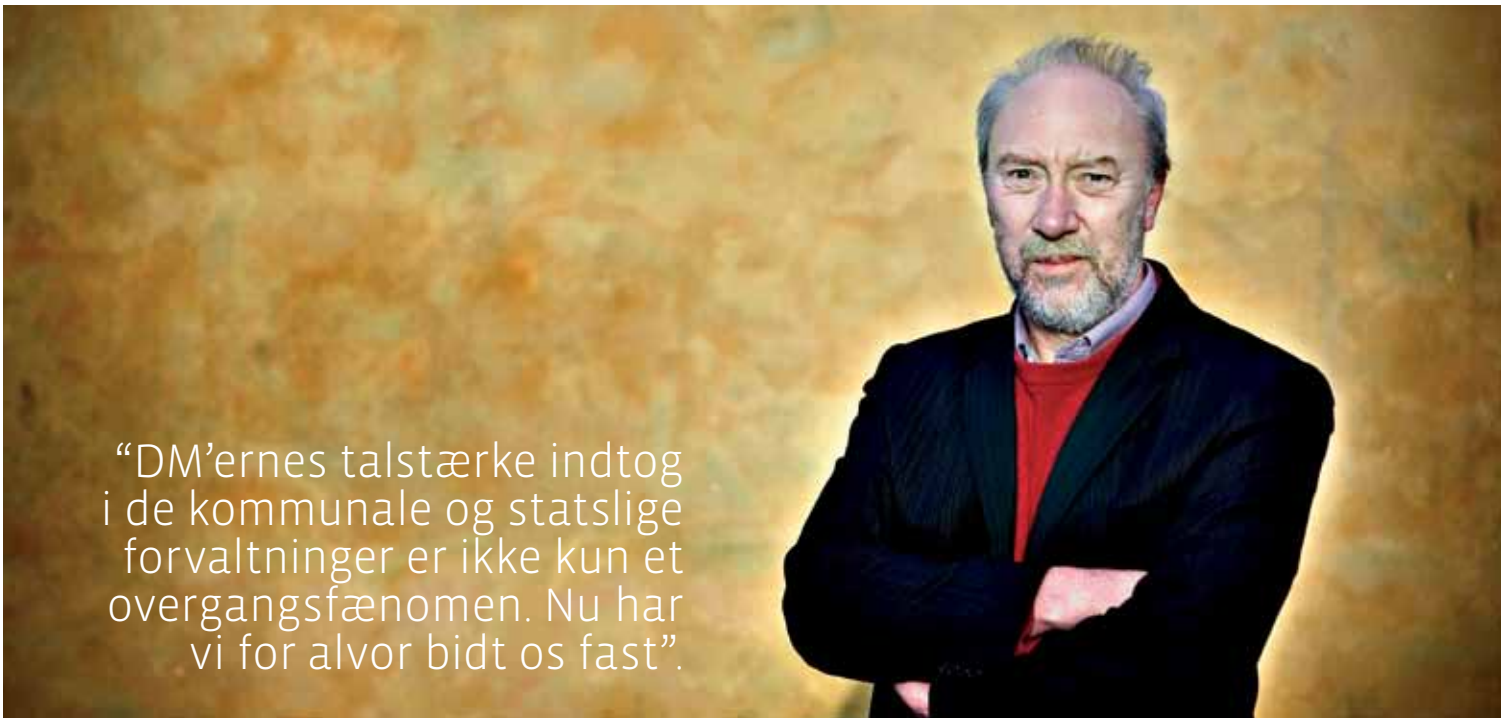 “DM’ernes talstærke indtog
i de kommunale og statslige
forvaltninger er ikke kun et
overgangsfænomen. Nu har
vi for alvor bidt os fast”.